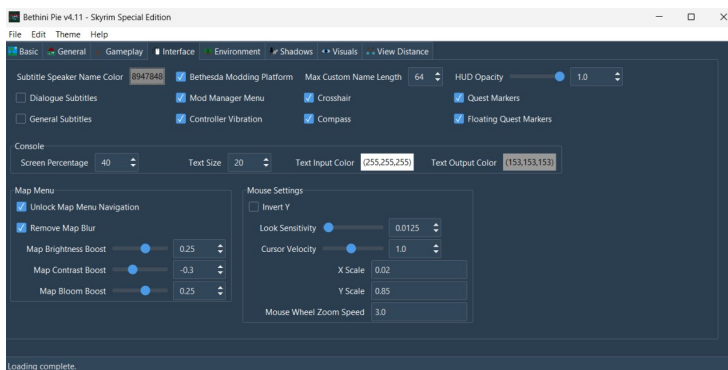 Bethini Pie v4.11 - Skyrim Special Edition
File Edit Theme Help
Basic General Gameplay Interface Environment Shadows Visuals View Distance
Subtitle Speaker Name Color 8947848 Bethesda Modding Platform Max Custom Name Length 64 HUD Opacity 1.0
Dialogue Subtitles Mod Manager Menu Crosshair Quest Markers
General Subtitles Controller Vibration Compass Floating Quest Markers
Console
Screen Percentage 40 Text Size 20 Text Input Color (255,255,255) Text Output Color (153,153,153)
Map Menu
Unlock Map Menu Navigation
Remove Map Blur
Map Brightness Boost 0.25
Map Contrast Boost -0.3
Map Bloom Boost 0.25
Mouse Settings
Invert Y
Look Sensitivity 0.0125
Cursor Velocity 1.0
X Scale 0.02
Y Scale 0.85
Mouse Wheel Zoom Speed 3.0
Loading complete.